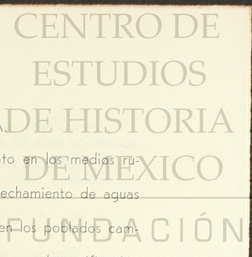 CENTRO DE
ESTUDIOS
A DE HISTORIA
nto en los medios ru-
DE MEXICO
echamiento de aguas
en los poblados cam-
FUNDACIÓN